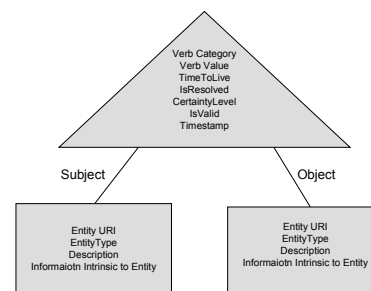 Verb Category
Verb Value
TimeToLive
IsResolved
CertaintyLevel
IsValid
Timestamp
Subject
Object
Entity URI
EntityType
Description
Informaiotn Intrinsic to Entity
Entity URI
EntityType
Description
Informaiotn Intrinsic to Entity